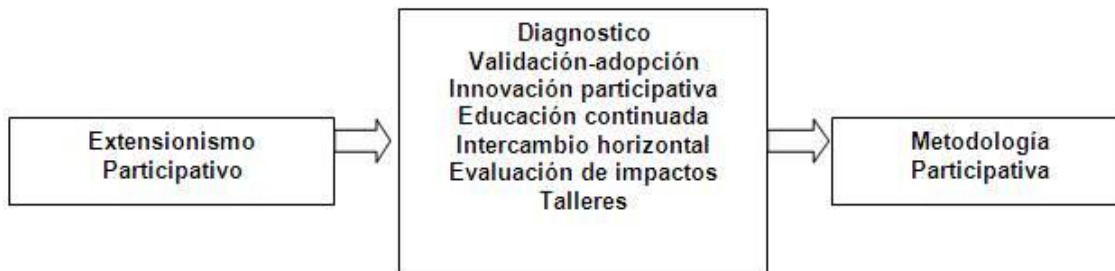 Extensionismo
Participativo
Diagnostico
Validación-adopción
Innovación participativa
Educación continuada
Intercambio horizontal
Evaluación de impactos
Talleres
Metodología
Participativa